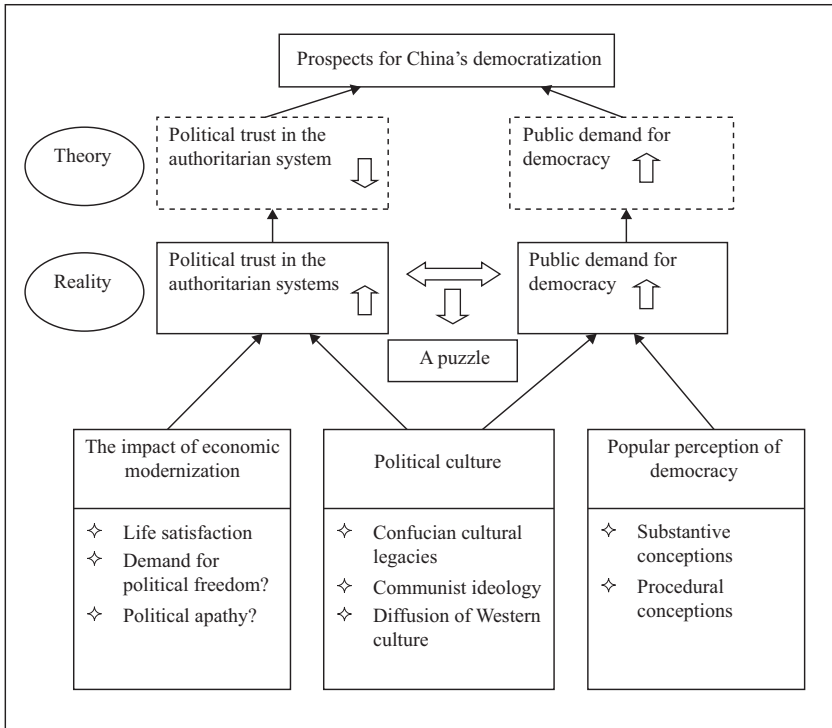 Prospects for China’s democratization
Theory
Political trust in the
authoritarian system
Public demand for
democracy
Reality
Political trust in the
authoritarian systems
Public demand for
democracy
A puzzle
The impact of economic
modernization
Life satisfaction
Demand for
political freedom?
Political apathy?
Political culture
Confucian cultural
legacies
Communist ideology
Diffusion of Western
culture
Popular perception of
democracy
Substantive
conceptions
Procedural
conceptions